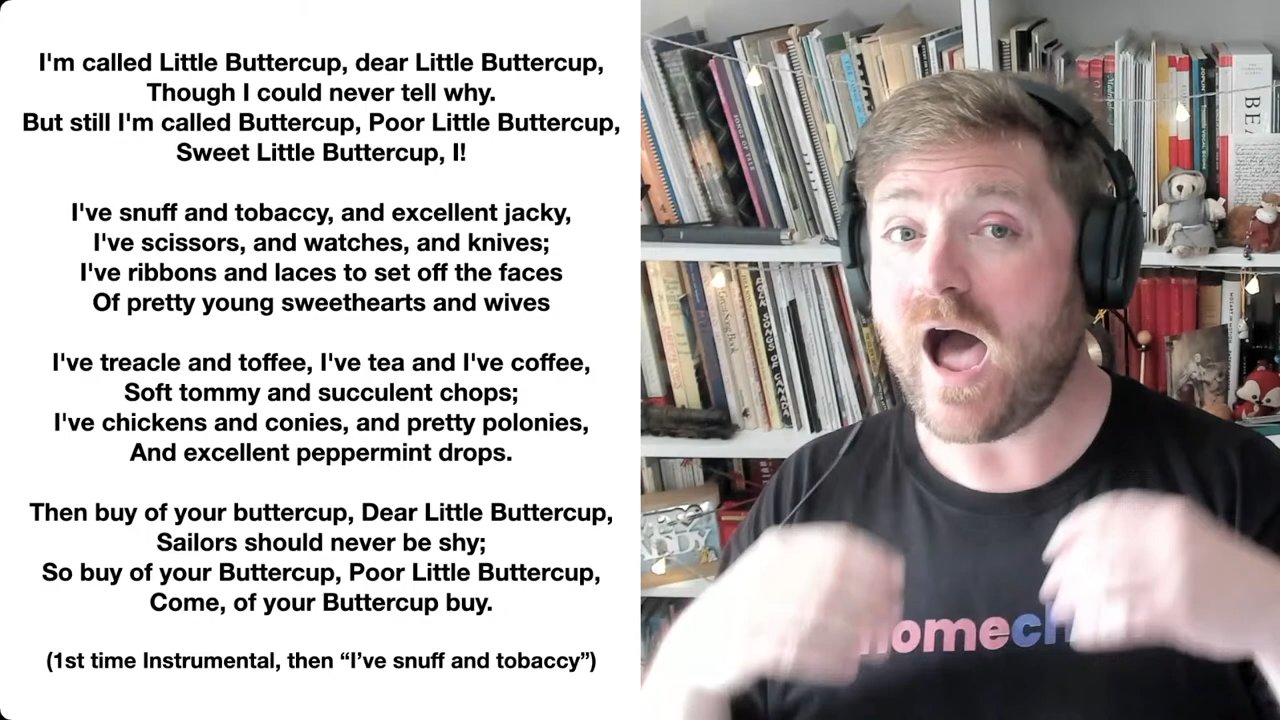 I'm called Little Buttercup, dear Little Buttercup,
Though I could never tell why.
But still I'm called Buttercup, Poor Little Buttercup,
Sweet Little Buttercup, I!
I've snuff and tobaccy, and excellent jacky,
I've scissors, and watches, and knives;
I've ribbons and laces to set off the faces
Of pretty young sweethearts and wives
I've treacle and toffee, I've tea and I've coffee,
Soft tommy and succulent chops;
I've chickens and conies, and pretty polonies,
And excellent peppermint drops.
Then buy of your buttercup, Dear Little Buttercup,
Sailors should never be shy;
So buy of your Buttercup, Poor Little Buttercup,
Come, of your Buttercup buy.
(1st time Instrumental, then “I’ve snuff and tobaccy”)
SONGS OF CANADA